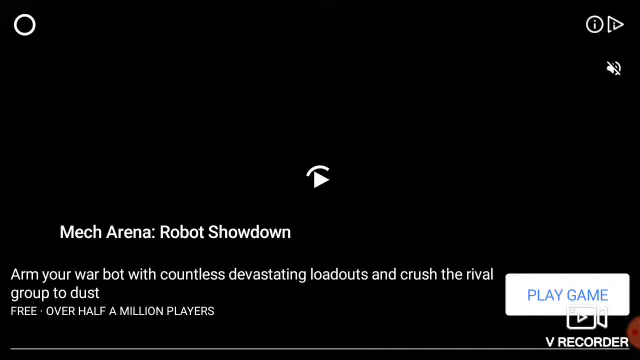 Mech Arena: Robot Showdown
Arm your war bot with countless devastating loadouts and crush the rival
group to dust
FREE · OVER HALF A MILLION PLAYERS
PLAY GAME
V RECORDER